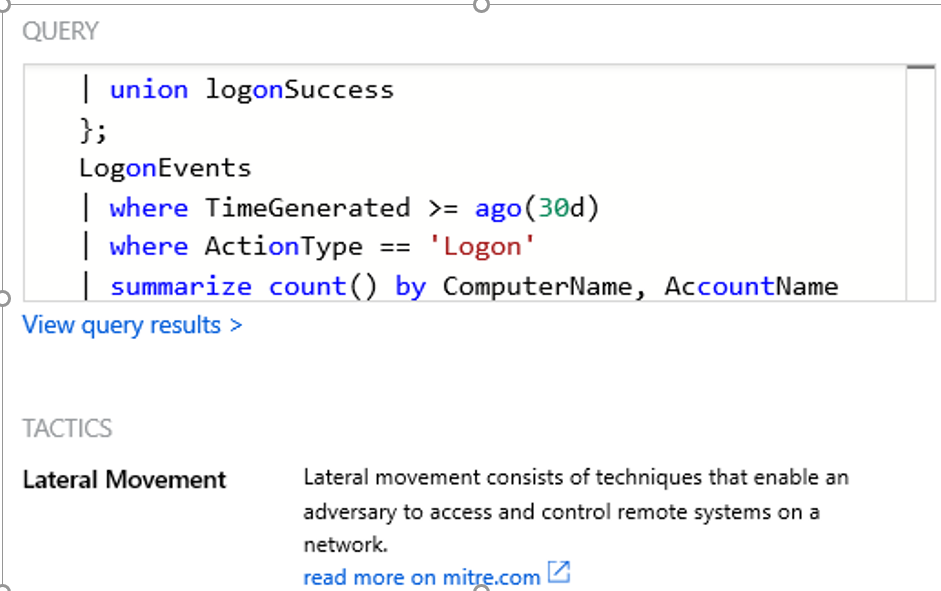 QUERY
| union logonSuccess
};
LogonEvents
| where TimeGenerated >= ago(30d)
| where ActionType == 'Logon'
| summarize count() by ComputerName, AccountName
View query results >
TACTICS
Lateral Movement
Lateral movement consists of techniques that enable an
adversary to access and control remote systems on a
network.
read more on mitre.com